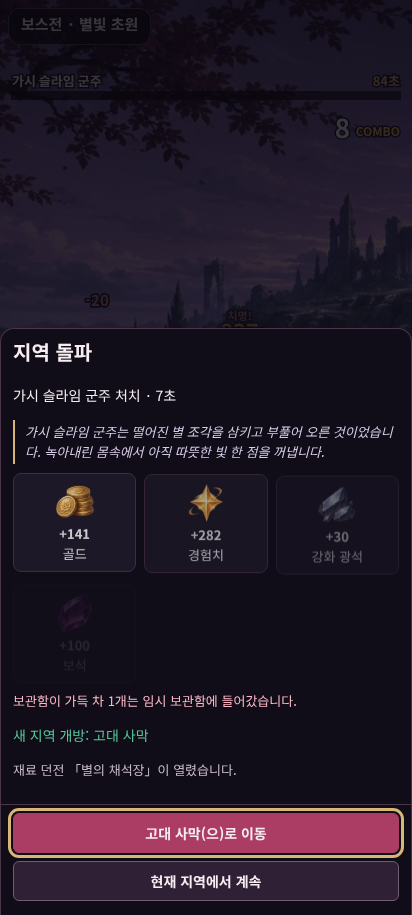 보스전 · 별빛 초원
가시 슬라임 군주 84초
8 COMBO
-20
치명!
지역 돌파
가시 슬라임 군주 처치 · 7초
가시 슬라임 군주는 떨어진 별 조각을 삼키고 부풀어 오른 것이었습니
다. 녹아내린 몸속에서 아직 따뜻한 빛 한 점을 꺼냅니다.
+141
골드
+282
경험치
+30
강화 광석
+100
보석
보관함이 가득 차 1개는 임시 보관함에 들어갔습니다.
새 지역 개방: 고대 사막
재료 던전 「별의 채석장」이 열렸습니다.
고대 사막(으)로 이동
현재 지역에서 계속